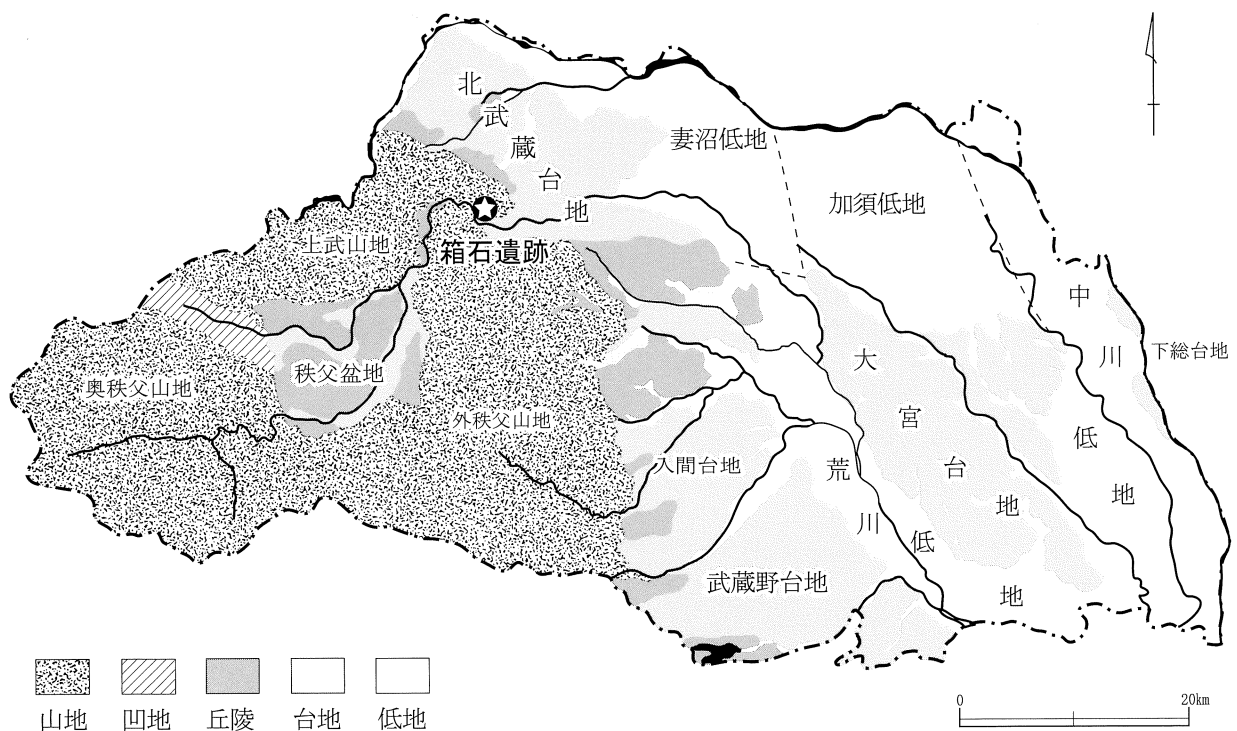 北武蔵台地
妻沼低地
加須低地
上武山地
箱石遺跡
中川低地
下総台地
大宮台地
奥秩父山地
秩父盆地
外秩父山地
入間台地
荒川低地
武蔵野台地
山地
凹地
丘陵
台地
低地
0
20km